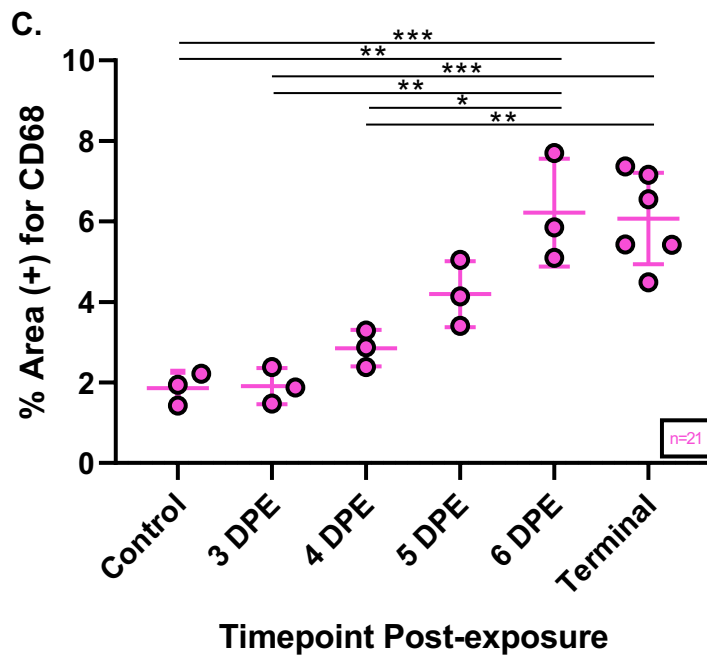 C.
***
**
***
**
*
**
% Area (+) for CD68
10
8
6
4
2
0
n=21
Control
3 DPE
4 DPE
5 DPE
6 DPE
Terminal
Timepoint Post-exposure